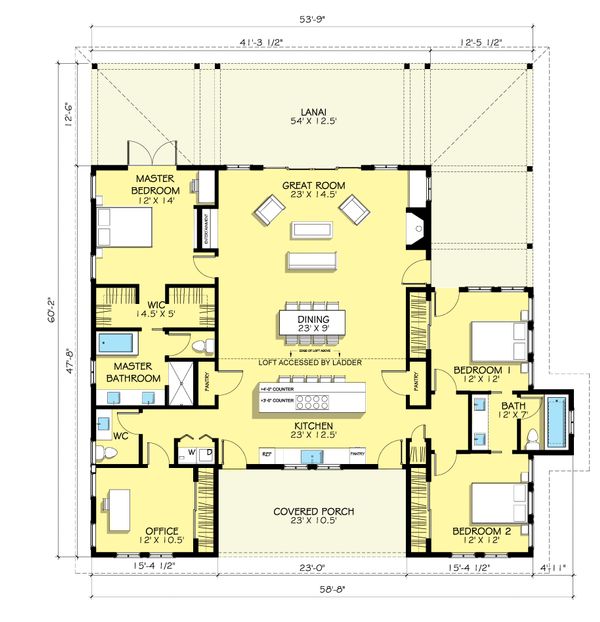 53'-9"
41'-3 1/2"
12'-5 1/2"
12'-6"
LANAI
54' X 12.5'
MASTER
BEDROOM
12' X 14'
GREAT ROOM
23' X 14.5'
ENTERTAINMENT
60'-2"
47'-8"
WIC
14.5' X 5'
DINING
23' X 9'
EDGE OF LOFT ABOVE
LOFT ACCESSED BY LADDER
MASTER
BATHROOM
PANTRY
PANTRY
BEDROOM 1
12' X 12'
+4'-0" COUNTER
+3'-0" COUNTER
BATH
12' X 7'
KITCHEN
23' X 12.5'
WC
W
D
REF
COVERED PORCH
23' X 10.5'
OFFICE
12' X 10.5'
BEDROOM 2
12' X 12'
15'-4 1/2"
23'-0"
15'-4 1/2"
4'-11"
58'-8"